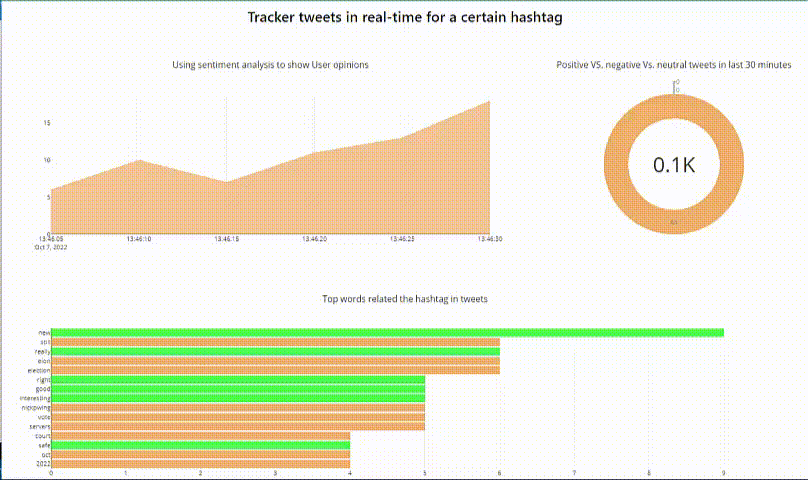 Tracker tweets in real-time for a certain hashtag
Using sentiment analysis to show User opinions
Positive VS. negative Vs. neutral tweets in last 30 minutes
15
10
5
0
13:46:05
13:46:10
13:46:15
13:46:20
13:46:25
13:46:30
Oct 7, 2022
0
0
0.1K
Top words related the hashtag in tweets
new
still
really
elon
election
right
good
interesting
vote
servers
court
safe
oct
2022
0
1
2
3
4
5
6
7
8
9